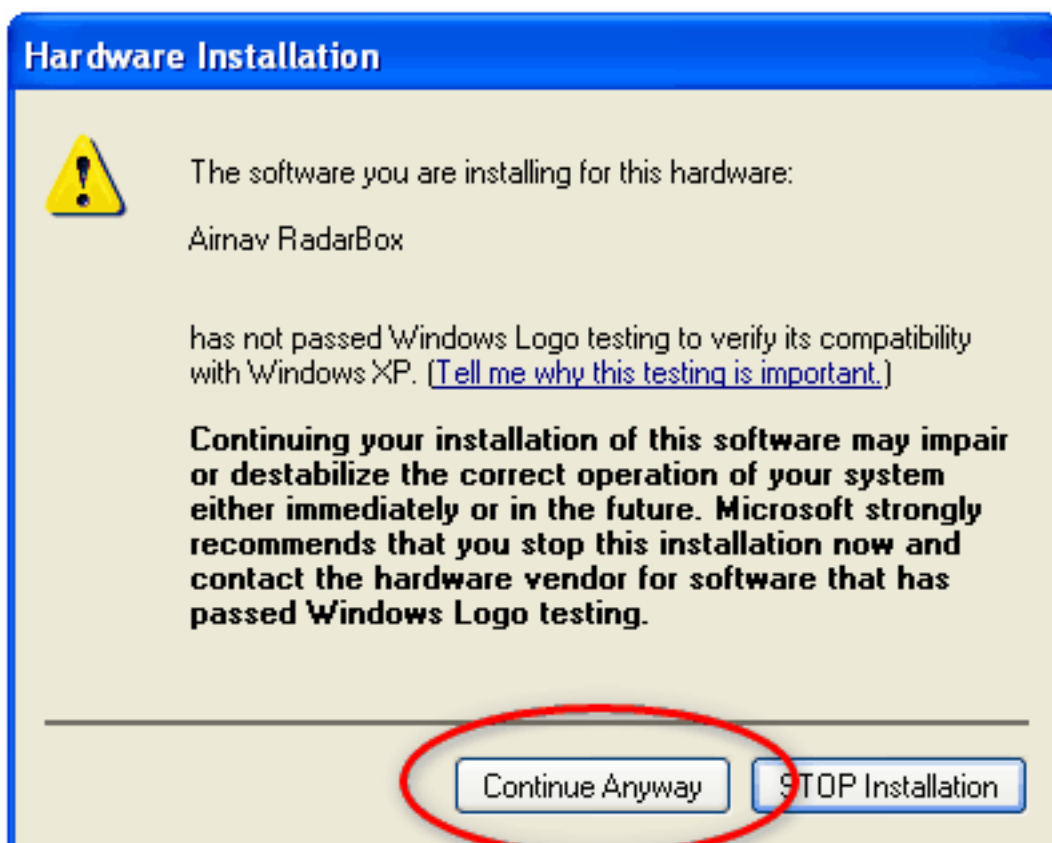 Hardware Installation
The software you are installing for this hardware:
Airnav RadarBox
has not passed Windows Logo testing to verify its compatibility
with Windows XP. (Tell me why this testing is important.)
Continuing your installation of this software may impair
or destabilize the correct operation of your system
either immediately or in the future. Microsoft strongly
recommends that you stop this installation now and
contact the hardware vendor for software that has
passed Windows Logo testing.
Continue Anyway STOP Installation